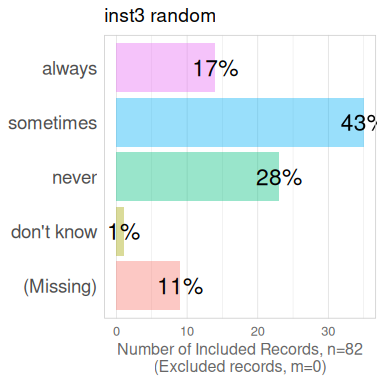 inst3 random
always 17%
sometimes 43%
never 28%
don't know 1%
(Missing) 11%
0 10 20 30
Number of Included Records, n=82
(Excluded records, m=0)